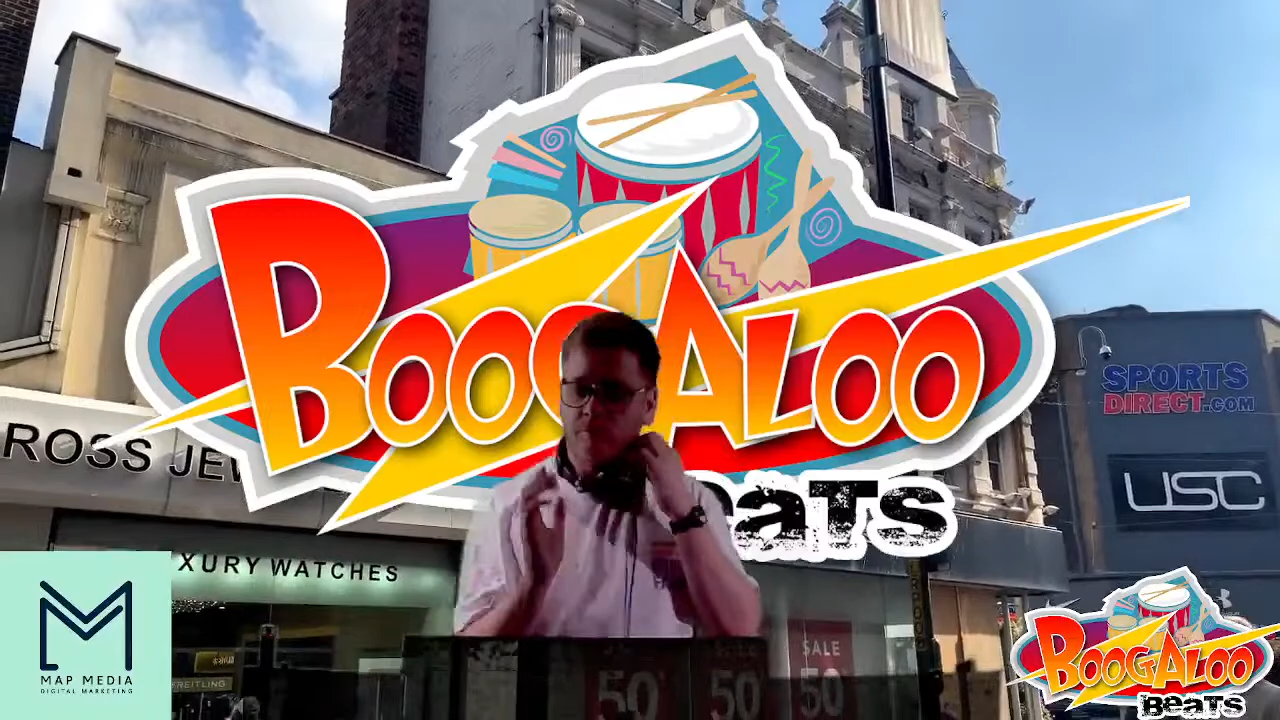 BOOGALOO
BeaTs
ROSS JEW
XURY WATCHES
BREITLING
SPORTS
DIRECT.COM
USC
SALE
50
50
50
MAP MEDIA
DIGITAL MARKETING
BOOGALOO
BeaTs